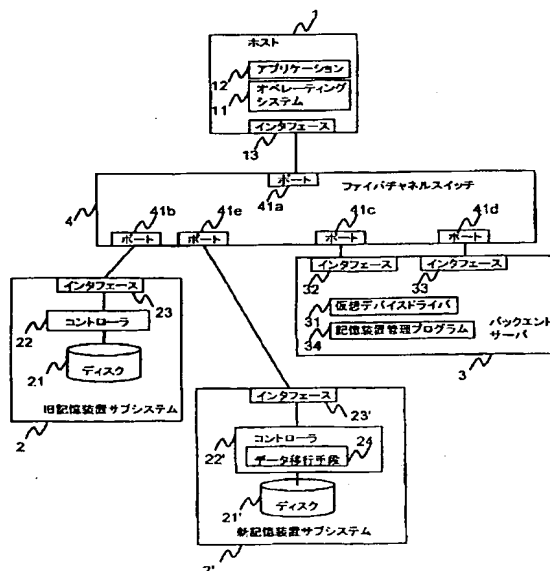 1
ホスト
12
アプリケーション
11
オペレーティング
システム
インタフェース
13
ポート
41a
ファイバチャネルスイッチ
4
41b
41e
41c
41d
ポート
ポート
ポート
ポート
インタフェース
23
22
コントローラ
21
ディスク
旧記憶装置サブシステム
2
32
インタフェース
33
インタフェース
31
仮想デバイスドライバ
34
記憶装置管理プログラム
バックエント
サーバ
3
インタフェース
23'
22'
コントローラ
24
データ移行手段
21'
ディスク
新記憶装置サブシステム
2'